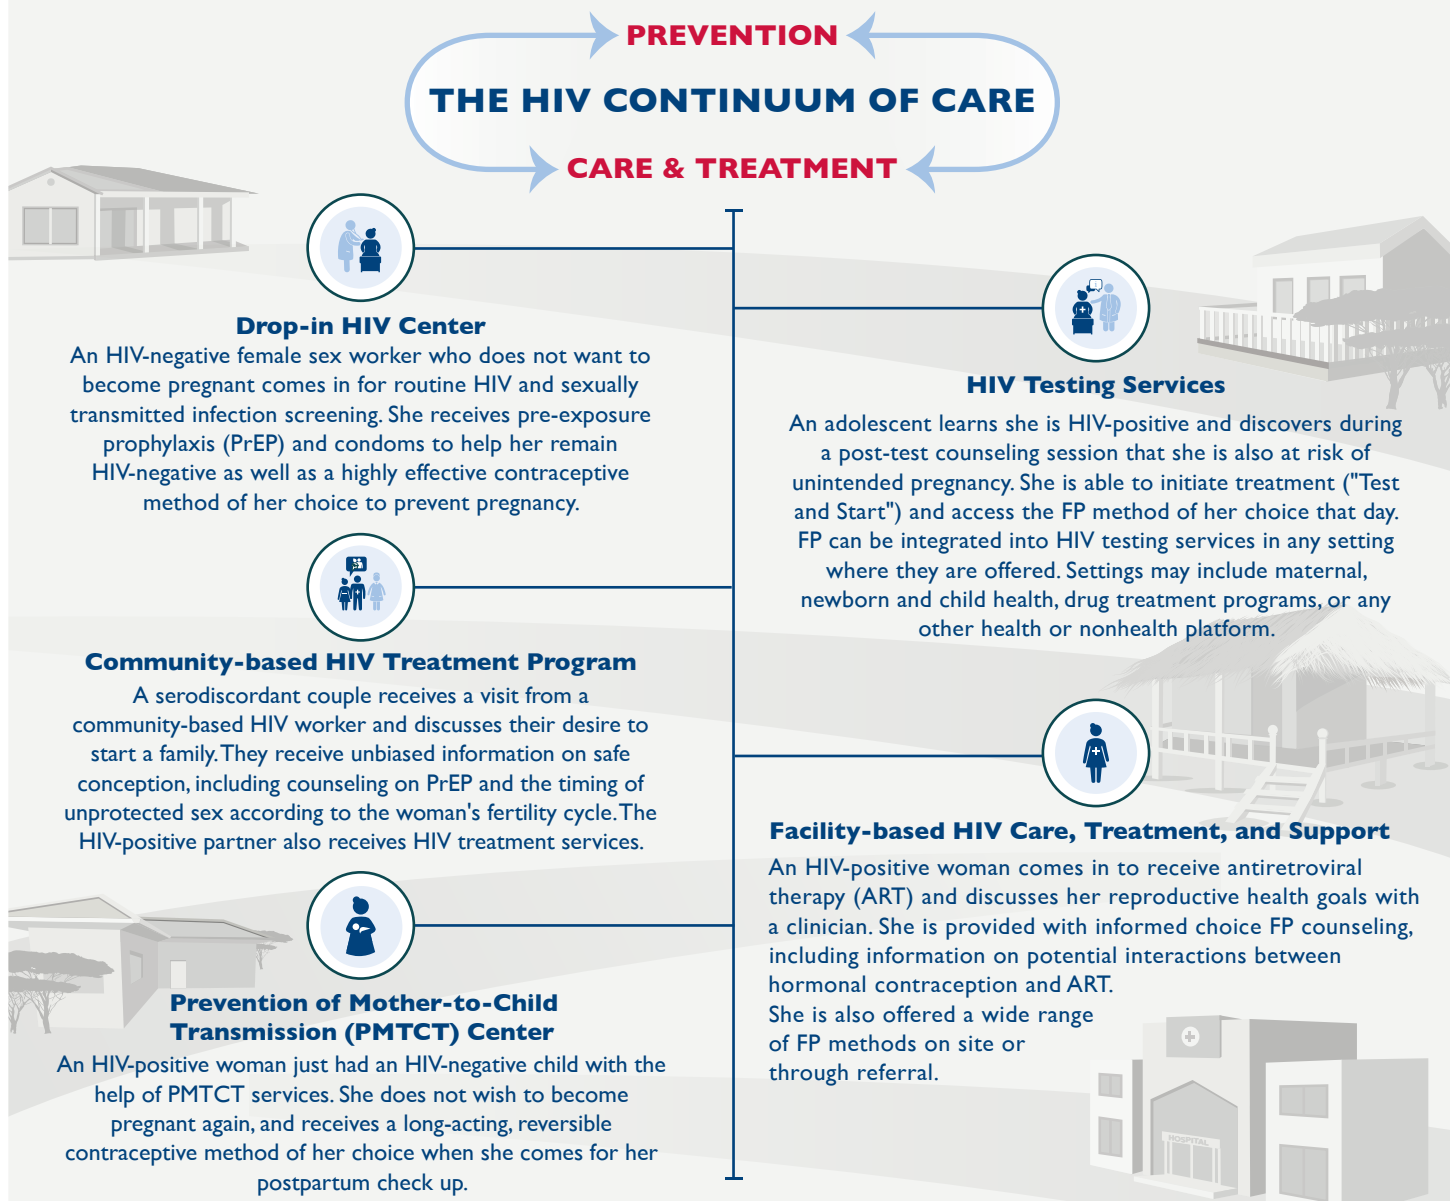 PREVENTION
THE HIV CONTINUUM OF CARE
CARE & TREATMENT
Drop-in HIV Center
An HIV-negative female sex worker who does not want to
become pregnant comes in for routine HIV and sexually
transmitted infection screening. She receives pre-exposure
prophylaxis (PrEP) and condoms to help her remain
HIV-negative as well as a highly effective contraceptive
method of her choice to prevent pregnancy.
HIV Testing Services
An adolescent learns she is HIV-positive and discovers during
a post-test counseling session that she is also at risk of
unintended pregnancy. She is able to initiate treatment ("Test
and Start") and access the FP method of her choice that day.
FP can be integrated into HIV testing services in any setting
where they are offered. Settings may include maternal,
newborn and child health, drug treatment programs, or any
other health or nonhealth platform.
Community-based HIV Treatment Program
A serodiscordant couple receives a visit from a
community-based HIV worker and discusses their desire to
start a family. They receive unbiased information on safe
conception, including counseling on PrEP and the timing of
unprotected sex according to the woman's fertility cycle. The
HIV-positive partner also receives HIV treatment services.
Facility-based HIV Care, Treatment, and Support
An HIV-positive woman comes in to receive antiretroviral
therapy (ART) and discusses her reproductive health goals with
a clinician. She is provided with informed choice FP counseling,
including information on potential interactions between
hormonal contraception and ART.
She is also offered a wide range
of FP methods on site or
through referral.
Prevention of Mother-to-Child
Transmission (PMTCT) Center
An HIV-positive woman just had an HIV-negative child with the
help of PMTCT services. She does not wish to become
pregnant again, and receives a long-acting, reversible
contraceptive method of her choice when she comes for her
postpartum check up.
HOSPITAL